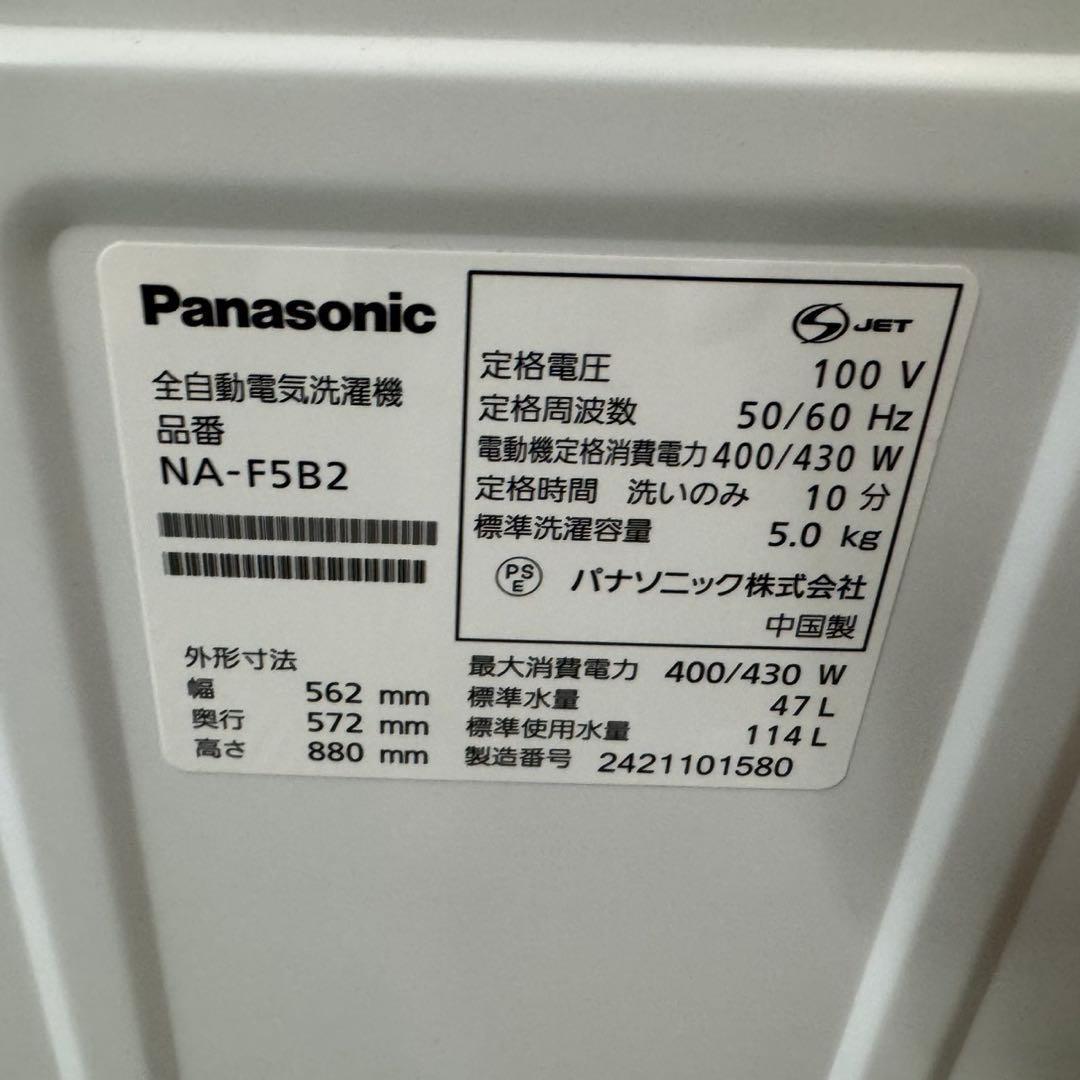 Panasonic
全自動電気洗濯機
品番
NA-F5B2
外形寸法
幅 562 mm
奥行 572 mm
高さ 880 mm
JET
定格電圧 100 V
定格周波数 50/60 Hz
電動機定格消費電力 400/430 W
定格時間 洗いのみ 10 分
標準洗濯容量 5.0 kg
PSE パナソニック株式会社
中国製
最大消費電力 400/430 W
標準水量 47 L
標準使用水量 114 L
製造番号 2421101580